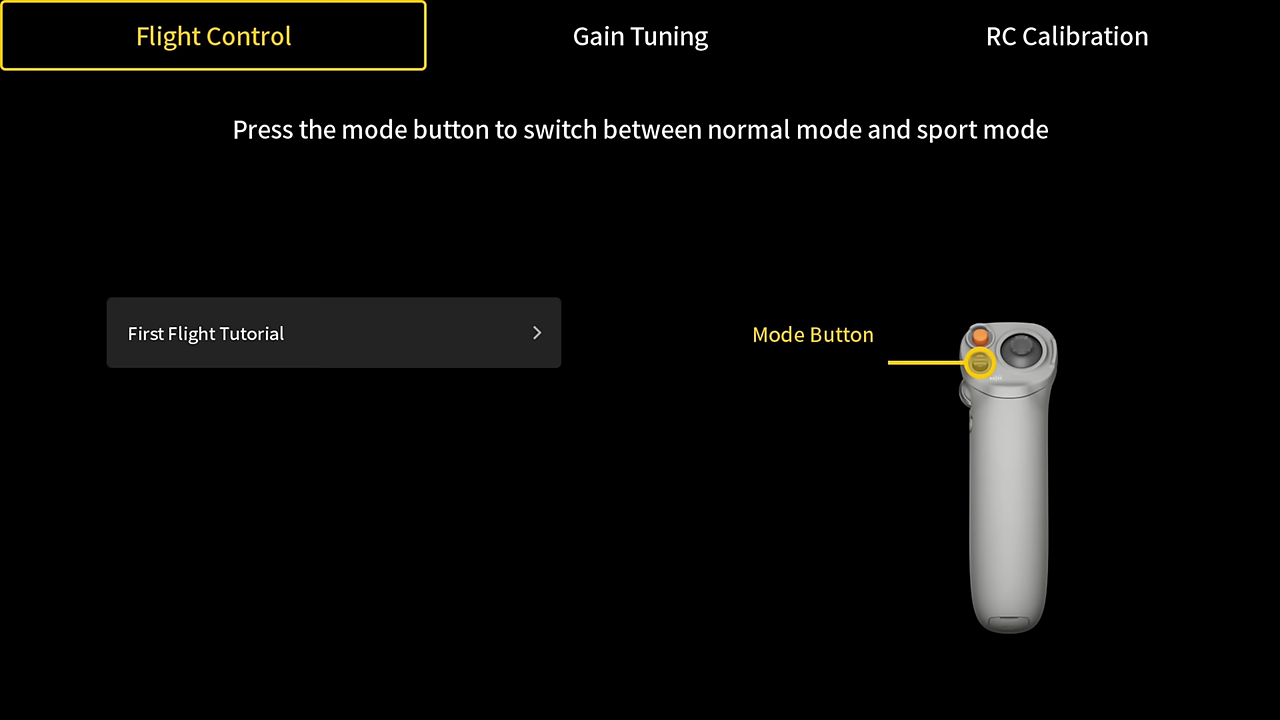 Flight Control
Gain Tuning
RC Calibration
Press the mode button to switch between normal mode and sport mode
First Flight Tutorial
Mode Button